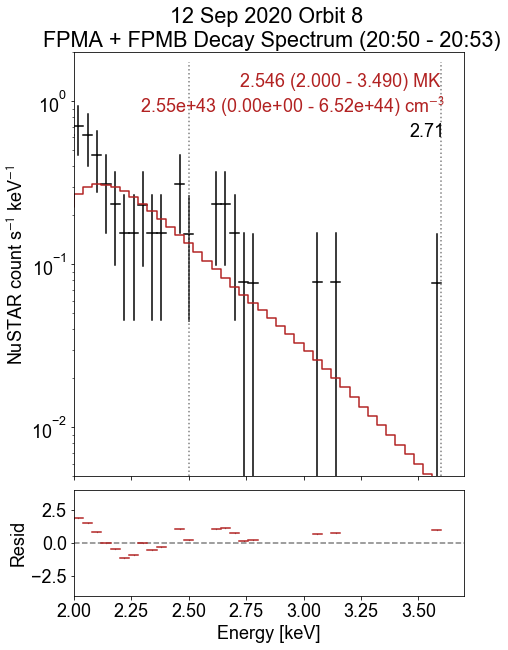 12 Sep 2020 Orbit 8
FPMA + FPMB Decay Spectrum (20:50 - 20:53)
2.546 (2.000 - 3.490) MK
2.55e+43 (0.00e+00 - 6.52e+44) cm⁻³
2.71
NuSTAR count s⁻¹ keV⁻¹
10⁰
10⁻¹
10⁻²
Resid
2.5
0.0
−2.5
2.00 2.25 2.50 2.75 3.00 3.25 3.50
Energy [keV]